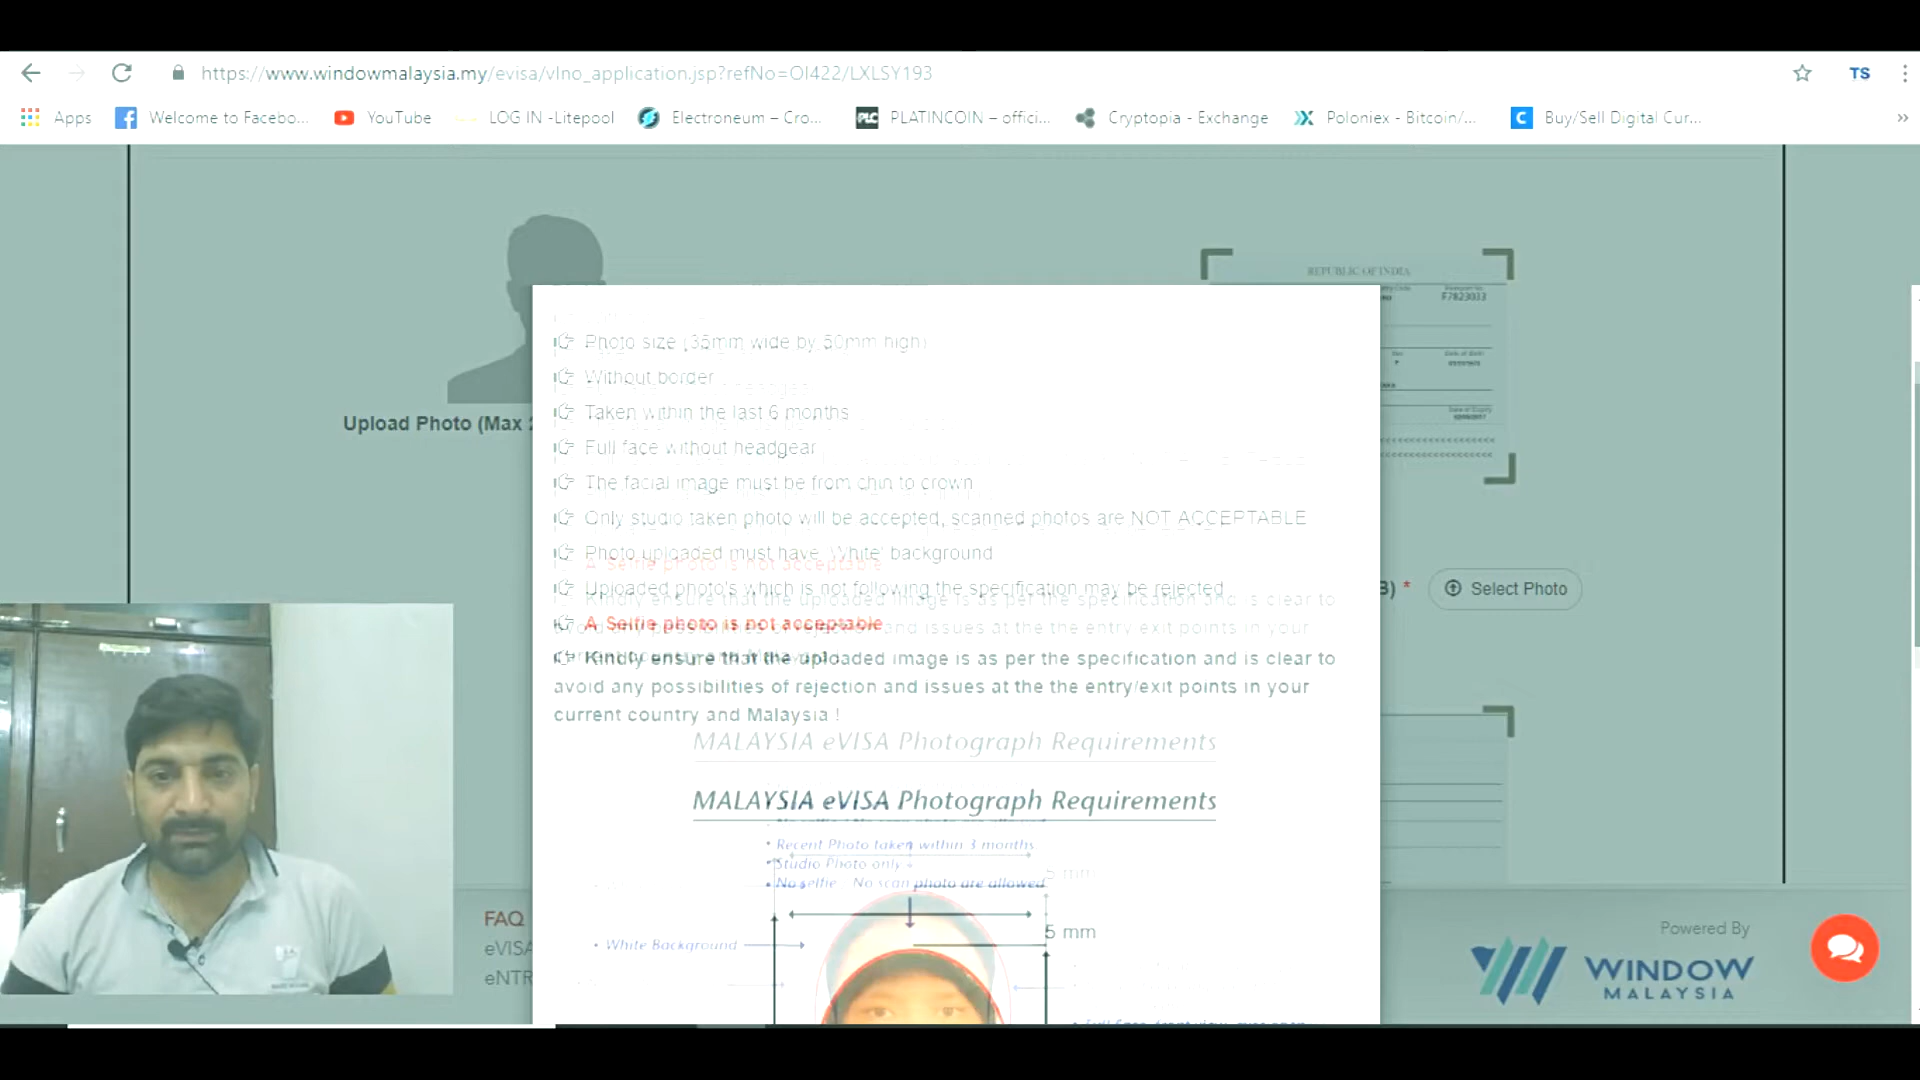 https://www.windowmalaysia.my/evisa/vlno_application.jsp?refNo=OI422/LXLSY193
TS
Apps
Welcome to Facebo...
YouTube
LOG IN -Litepool
Electroneum – Cro...
PLC
PLATINCOIN – offici...
Cryptopia - Exchange
Poloniex - Bitcoin/...
C
Buy/Sell Digital Cur...
REPUBLIC OF INDIA
F7823033
Upload Photo (Max
Photo size (35mm wide by 50mm high)
Without border
Taken within the last 6 months
Full face without headgear
The facial image must be from chin to crown
Only studio taken photo will be accepted, scanned photos are NOT ACCEPTABLE
Photo uploaded must have 'White' background
Uploaded photo's which is not following the specification may be rejected
A Selfie photo is not acceptable
Kindly ensure that the uploaded image is as per the specification and is clear to
avoid any possibilities of rejection and issues at the the entry/exit points in your
current country and Malaysia !
* Select Photo
MALAYSIA eVISA Photograph Requirements
MALAYSIA eVISA Photograph Requirements
• Recent Photo taken within 3 months
• Studio Photo only
• No selfie / No scan photo are allowed
5 mm
5 mm
• White Background
FAQ
eVISA
eNTR
Powered By
WINDOW
MALAYSIA